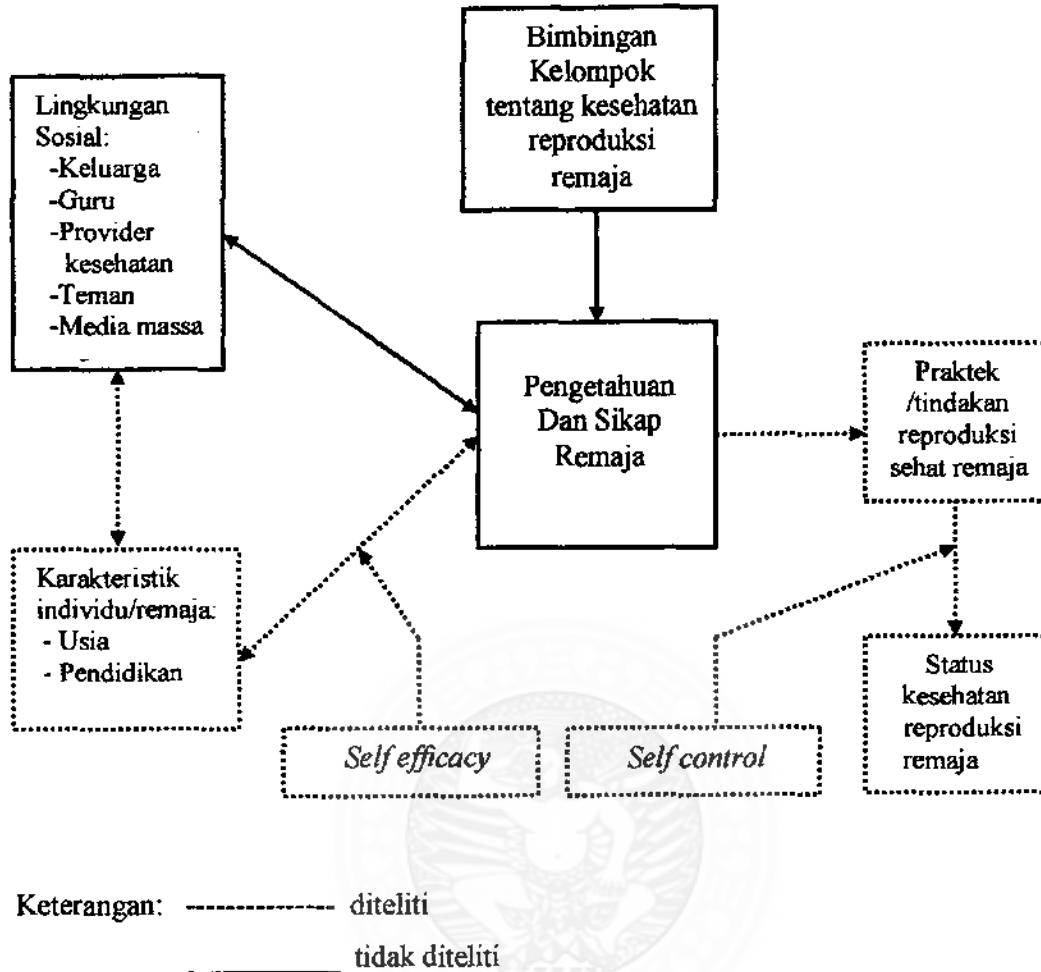 Bimbingan
Kelompok
tentang kesehatan
reproduksi
remaja
Lingkungan
Sosial:
-Keluarga
-Guru
-Provider
kesehatan
-Teman
-Media massa
Pengetahuan
Dan Sikap
Remaja
Praktek
/tindakan
reproduksi
sehat remaja
Karakteristik
individu/remaja:
- Usia
- Pendidikan
Self efficacy
Self control
Status
kesehatan
reproduksi
remaja
Keterangan: ------------ diteliti
tidak diteliti